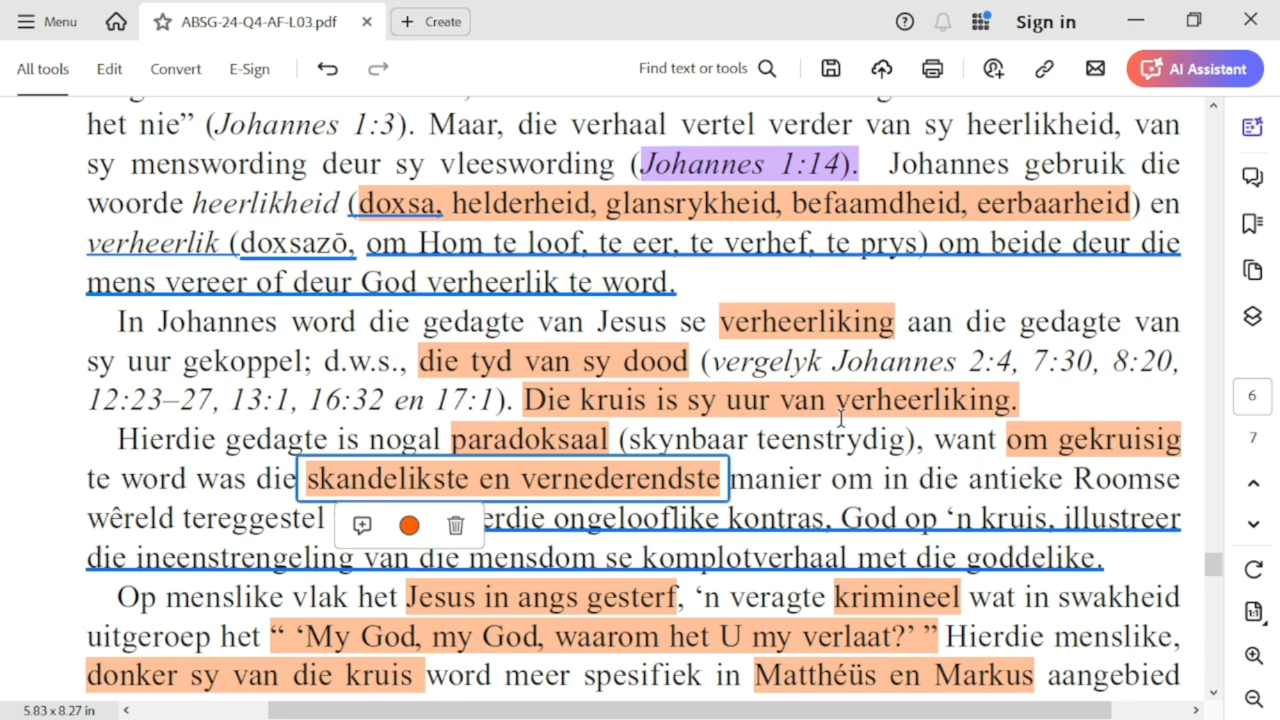 Menu
ABSG-24-Q4-AF-L03.pdf
Create
Sign in
All tools
Edit
Convert
E-Sign
Find text or tools
AI Assistant
het nie” (Johannes 1:3). Maar, die verhaal vertel verder van sy heerlikheid, van
sy menswording deur sy vleeswording (Johannes 1:14). Johannes gebruik die
woorde heerlikheid (doxsa, helderheid, glansrykheid, befaamdheid, eerbaarheid) en
verheerlik (doxsazō, om Hom te loof, te eer, te verhef, te prys) om beide deur die
mens vereer of deur God verheerlik te word.
In Johannes word die gedagte van Jesus se verheerliking aan die gedagte van
sy uur gekoppel; d.w.s., die tyd van sy dood (vergelyk Johannes 2:4, 7:30, 8:20,
12:23–27, 13:1, 16:32 en 17:1). Die kruis is sy uur van verheerliking.
Hierdie gedagte is nogal paradoksaal (skynbaar teenstrydig), want om gekruisig
te word was die skandelikste en vernederendste manier om in die antieke Roomse
wêreld tereggestel erdie ongelooflike kontras, God op ‘n kruis, illustreer
die ineenstrengeling van die mensdom se komplotverhaal met die goddelike.
Op menslike vlak het Jesus in angs gesterf, ‘n veragte krimineel wat in swakheid
uitgeroep het “ ‘My God, my God, waarom het U my verlaat?’ ” Hierdie menslike,
donker sy van die kruis word meer spesifiek in Matthéüs en Markus aangebied
6
7
5.83 x 8.27 in